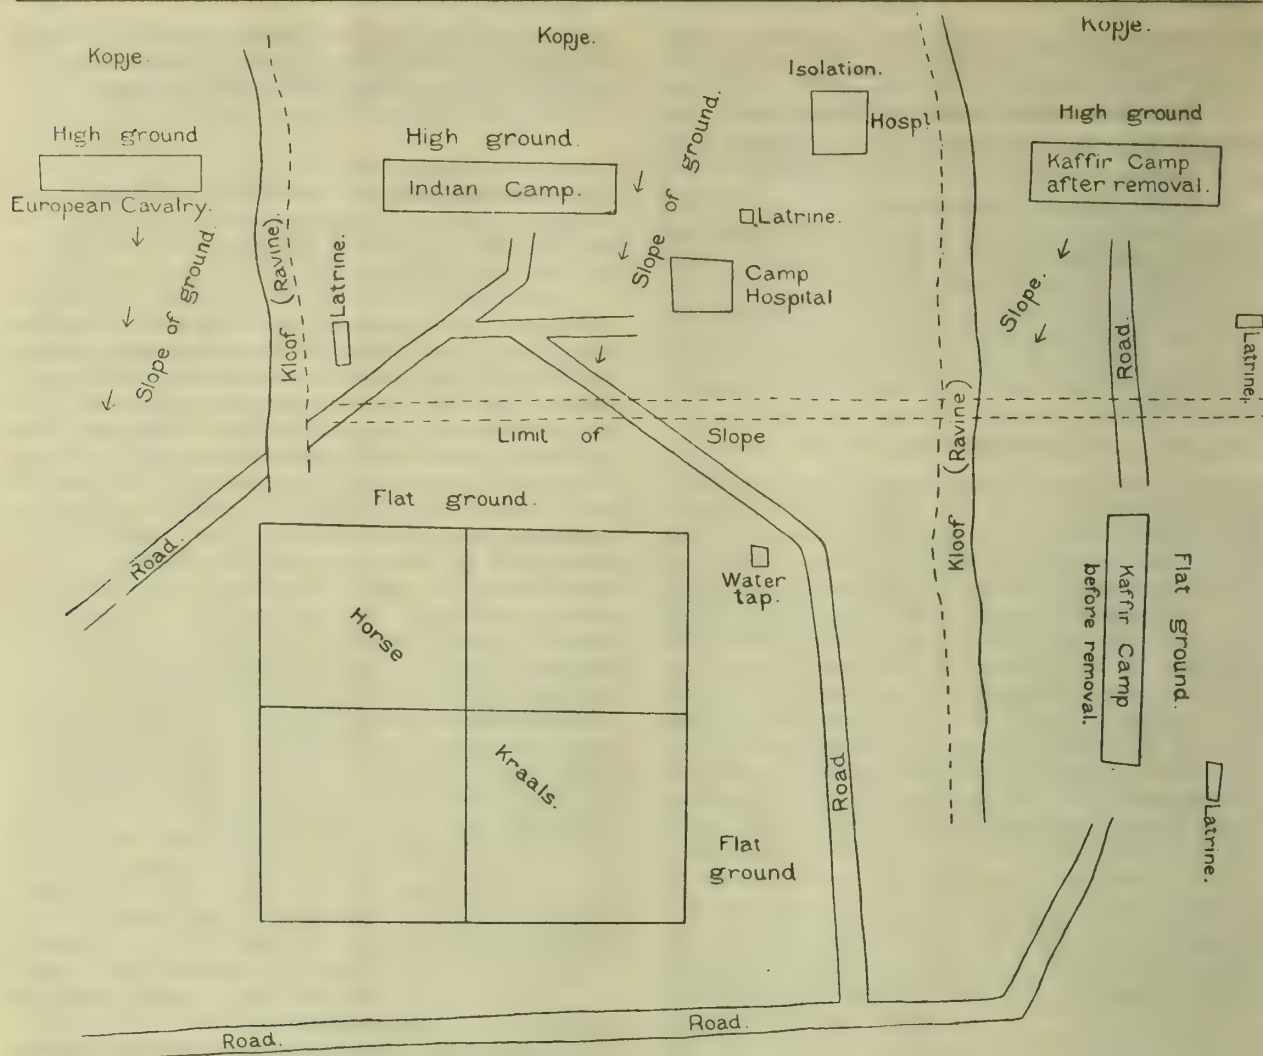 Kopje.
Kopje.
Kopje.
Isolation.
Hospl
High ground
High ground.
High ground
European Cavalry.
Indian Camp.
Kaffir Camp
after removal.
Slope of ground.
Kloof (Ravine).
Latrine.
Slope of ground.
Latrine.
Camp
Hospital
Slope.
Road.
Latrine.
Limit of Slope
Kloof (Ravine)
Flat ground.
Road.
Horse
Kraals.
Water
tap.
Kaffir Camp
before removal.
Flat ground.
Road
Flat
ground
Latrine.
Road.
Road.